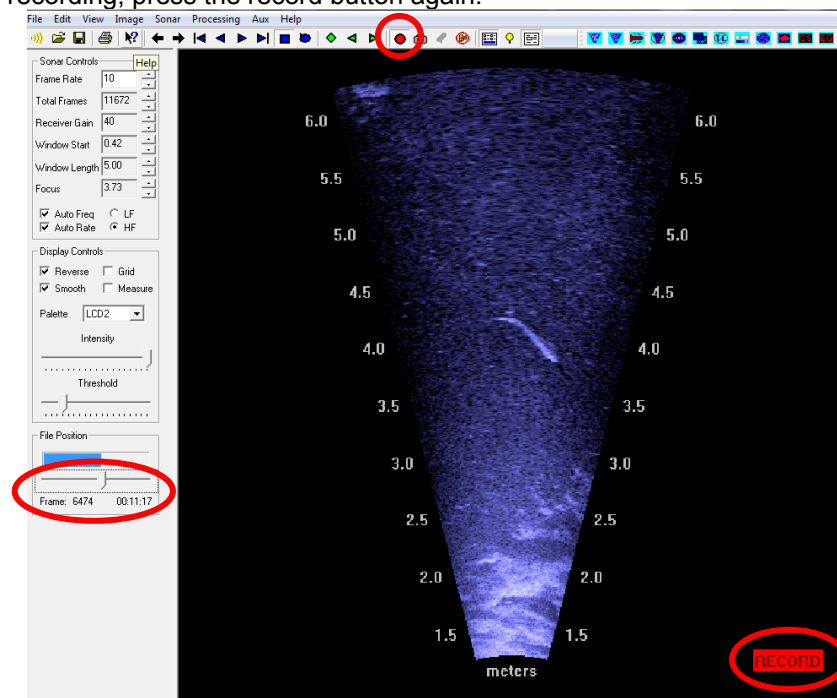 recording, press the record button again.
File Edit View Image Sonar Processing Aux Help
Help
Sonar Controls
Frame Rate 10
Total Frames 11672
Receiver Gain 40
Window Start 0.42
Window Length 5.00
Focus 3.73
Auto Freq LF
Auto Rate HF
Display Controls
Reverse Grid
Smooth Measure
Palette LCD2
Intensity
Threshold
File Position
Frame: 6474 00:11:17
6.0 6.0
5.5 5.5
5.0 5.0
4.5 4.5
4.0 4.0
3.5 3.5
3.0 3.0
2.5 2.5
2.0 2.0
1.5 1.5
meters
RECORD